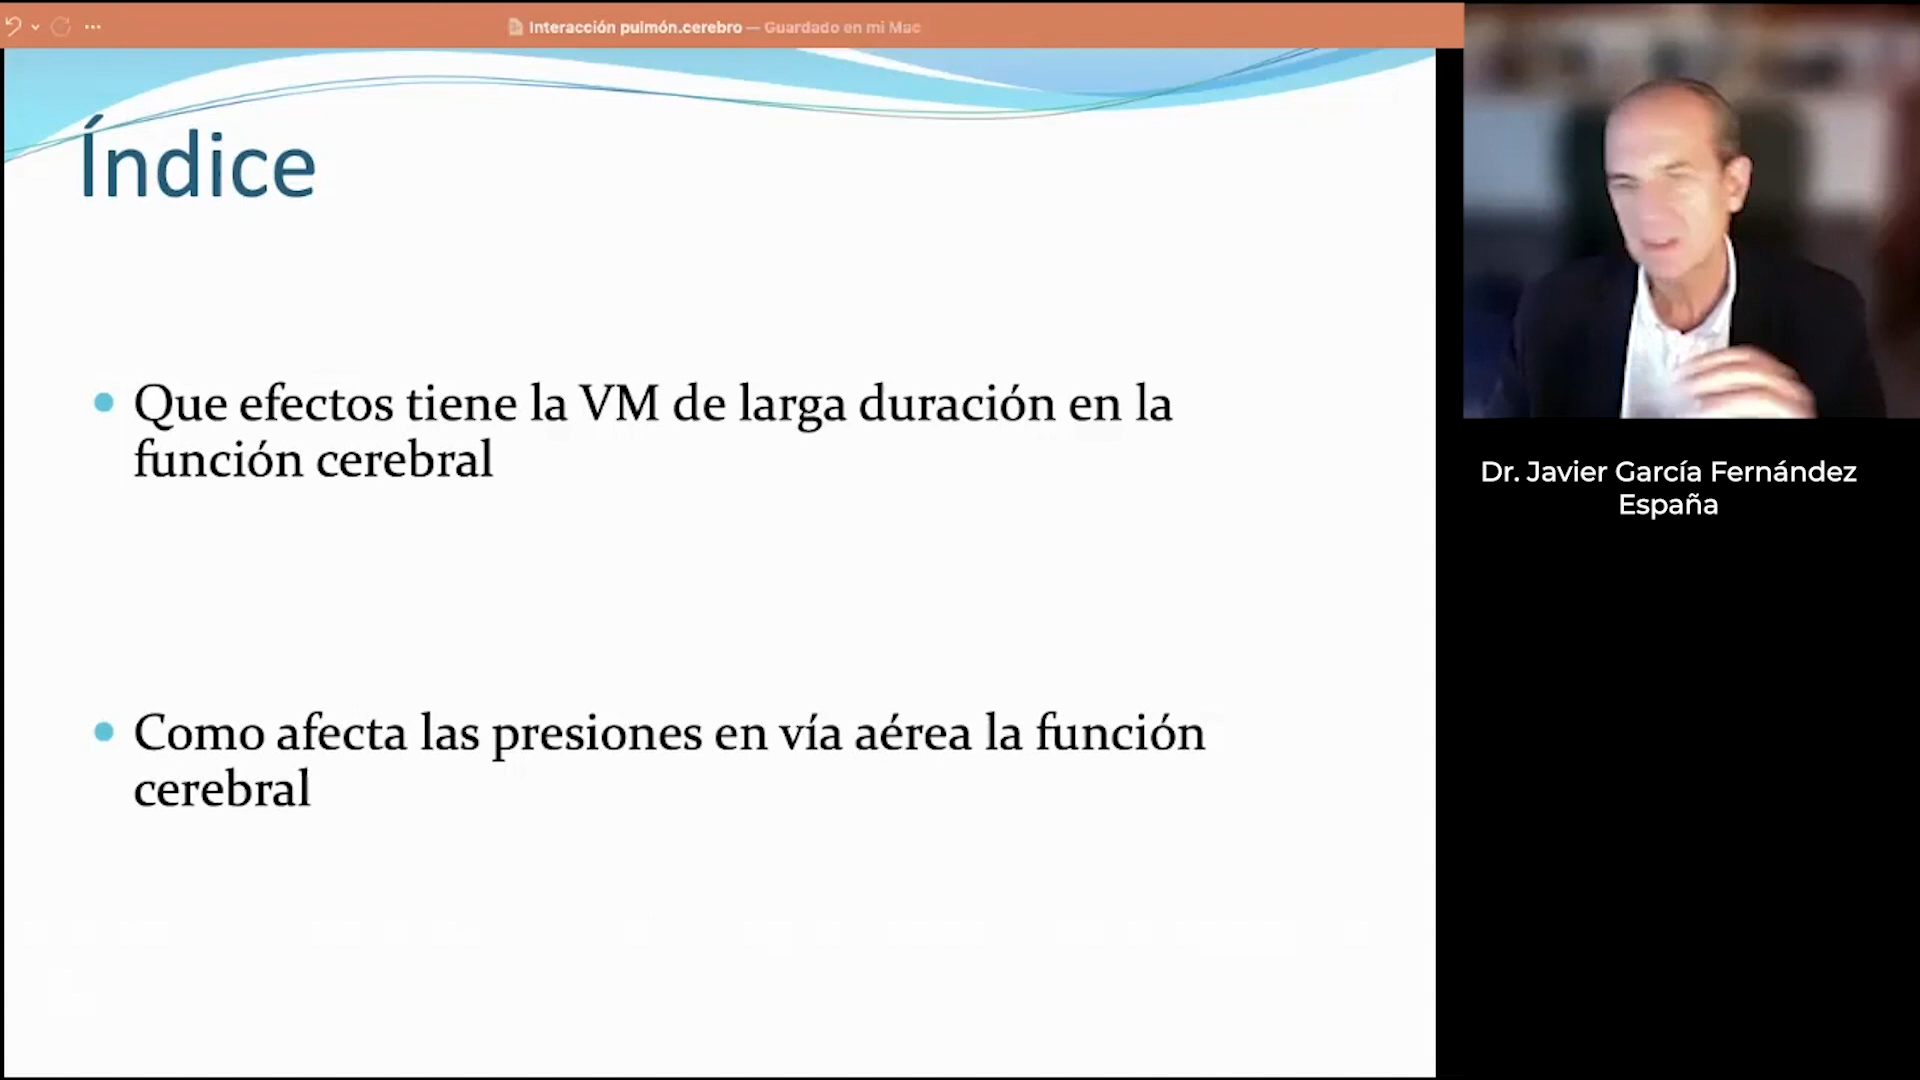 Interacción pulmón.cerebro — Guardado en mi Mac
Índice
Que efectos tiene la VM de larga duración en la
función cerebral
Como afecta las presiones en vía aérea la función
cerebral
Dr. Javier García Fernández
España